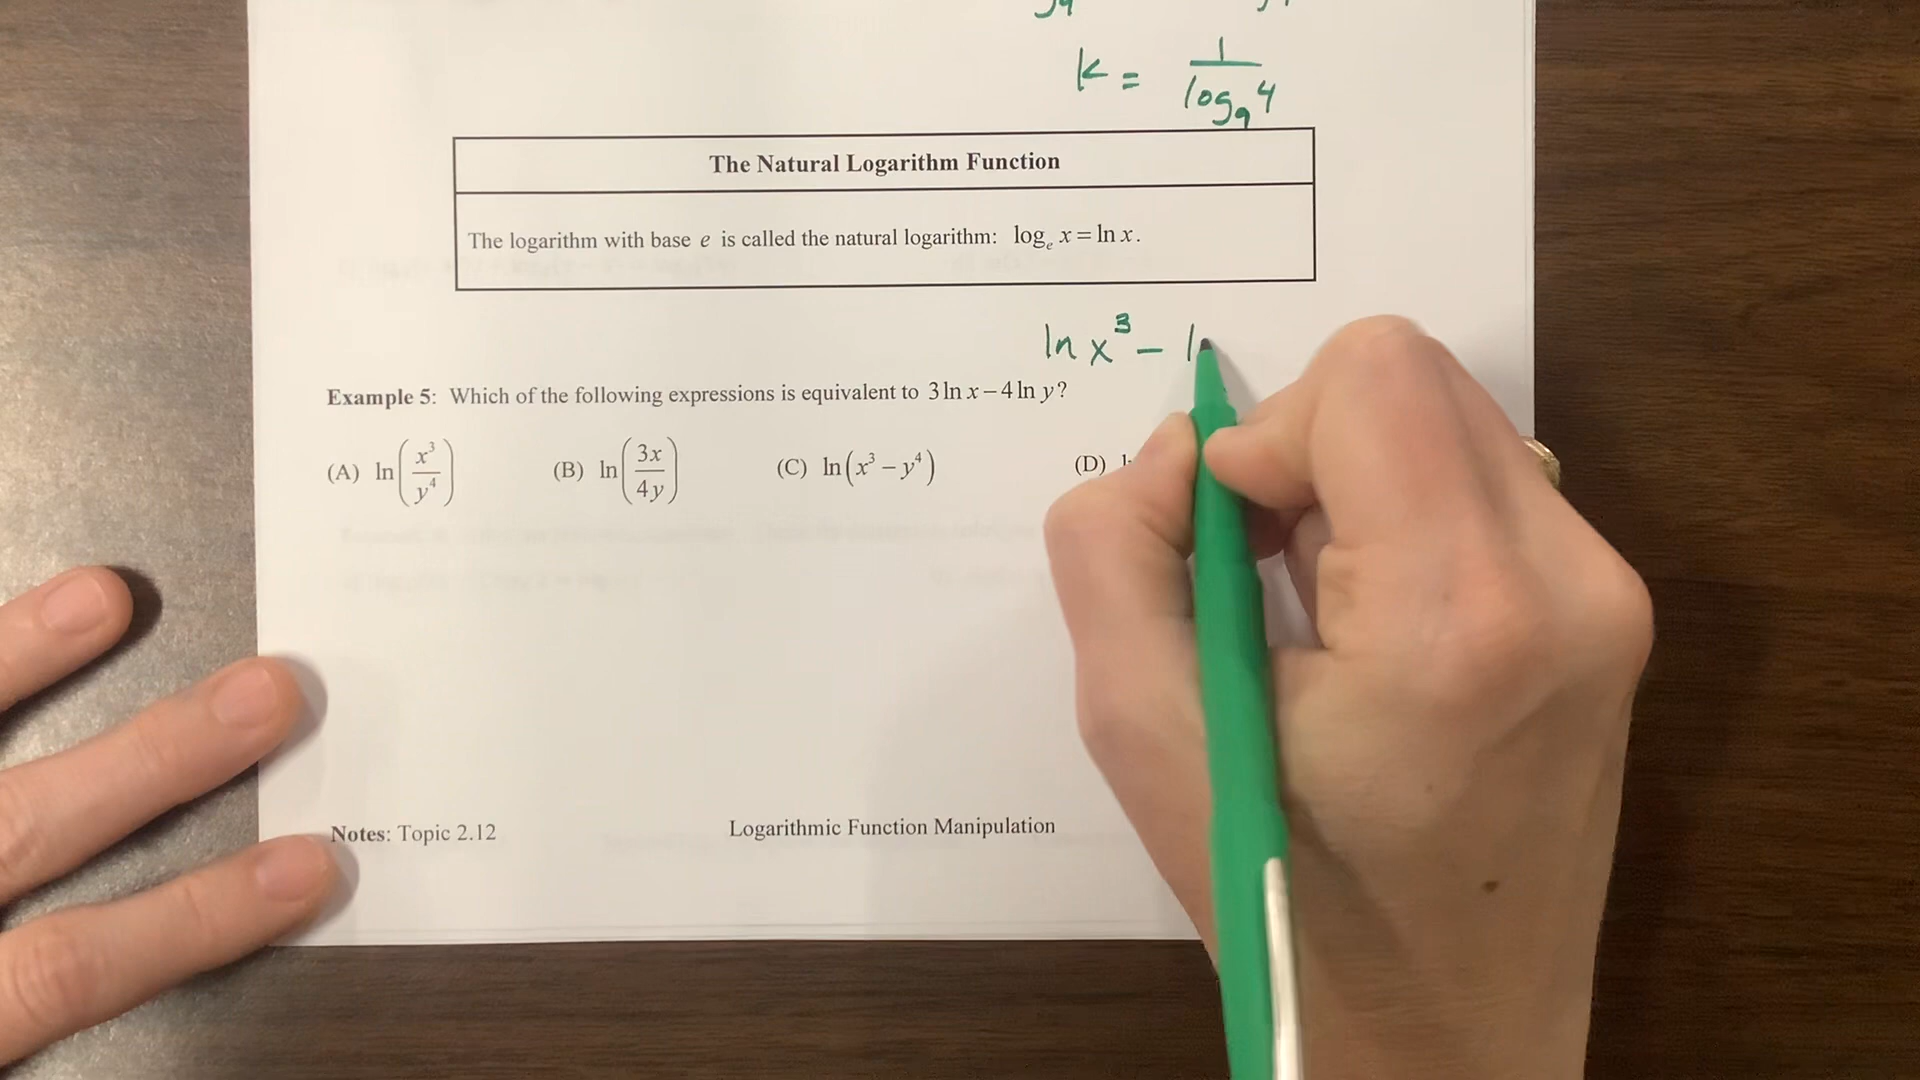 k = 1/log₉4
The Natural Logarithm Function
The logarithm with base e is called the natural logarithm: logₑ x = ln x.
ln x³ – l
Example 5: Which of the following expressions is equivalent to 3 ln x – 4 ln y?
(A) ln(x³/y⁴) (B) ln(3x/4y) (C) ln(x³ – y⁴) (D)
Notes: Topic 2.12 Logarithmic Function Manipulation